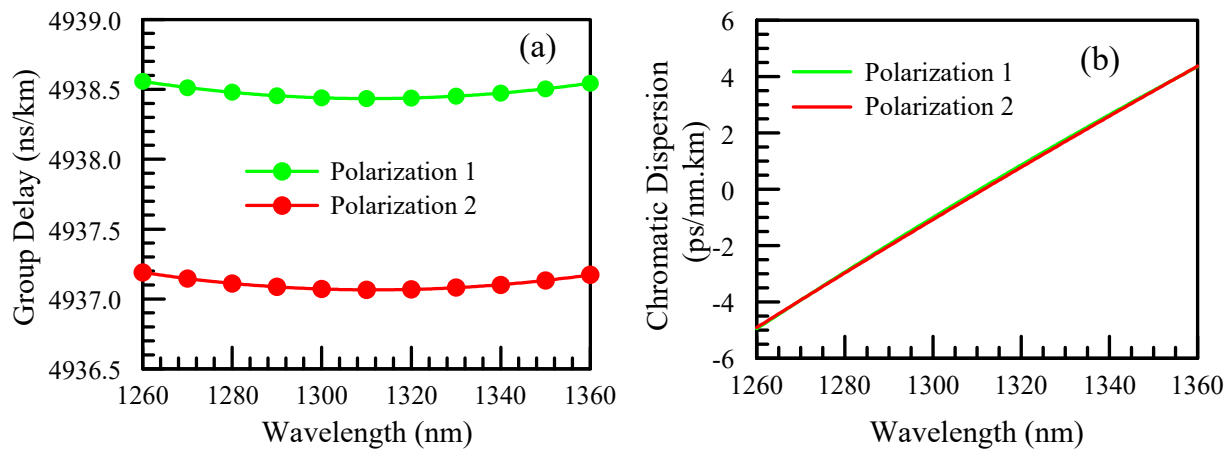 4939.0
4938.5
4938.0
4937.5
4937.0
4936.5
Group Delay (ns/km)
(a)
Polarization 1
Polarization 2
1260 1280 1300 1320 1340 1360
Wavelength (nm)
6
4
2
0
-2
-4
-6
Chromatic Dispersion
(ps/nm.km)
Polarization 1
Polarization 2
(b)
1260 1280 1300 1320 1340 1360
Wavelength (nm)